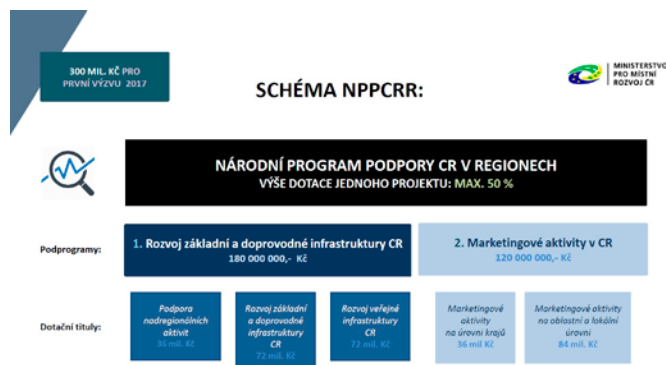 300 MIL. KČ PRO
PRVNÍ VÝZVU 2017
SCHÉMA NPPCRR:
MINISTERSTVO
PRO MÍSTNÍ
ROZVOJ ČR
NÁRODNÍ PROGRAM PODPORY CR V REGIONECH
VÝŠE DOTACE JEDNOHO PROJEKTU: MAX. 50 %
Podprogramy:
1. Rozvoj základní a doprovodné infrastruktury CR
180 000 000,- Kč
2. Marketingové aktivity v CR
120 000 000,- Kč
Dotační tituly:
Podpora
nadregionálních
aktivit
36 mil. Kč
Rozvoj základní
a doprovodné
infrastruktury
CR
72 mil. Kč
Rozvoj veřejné
infrastruktury
CR
72 mil. Kč
Marketingové
aktivity
na úrovni krajů
36 mil. Kč
Marketingové aktivity
na oblastní a lokální
úrovni
84 mil. Kč